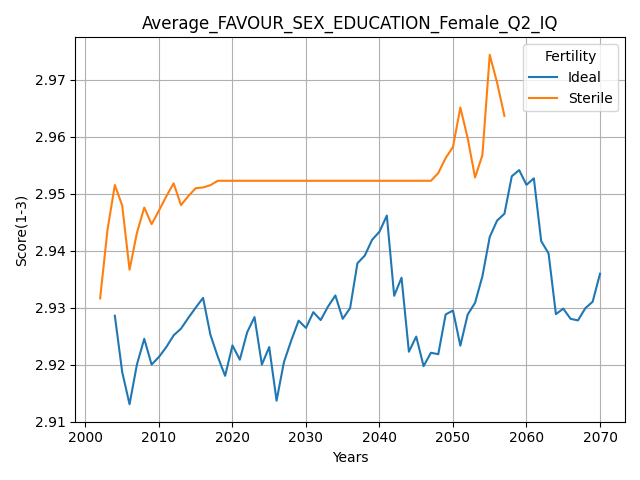 Average_FAVOUR_SEX_EDUCATION_Female_Q2_IQ
Fertility
Ideal
Sterile
Score(1-3)
2.97
2.96
2.95
2.94
2.93
2.92
2.91
2000 2010 2020 2030 2040 2050 2060 2070
Years